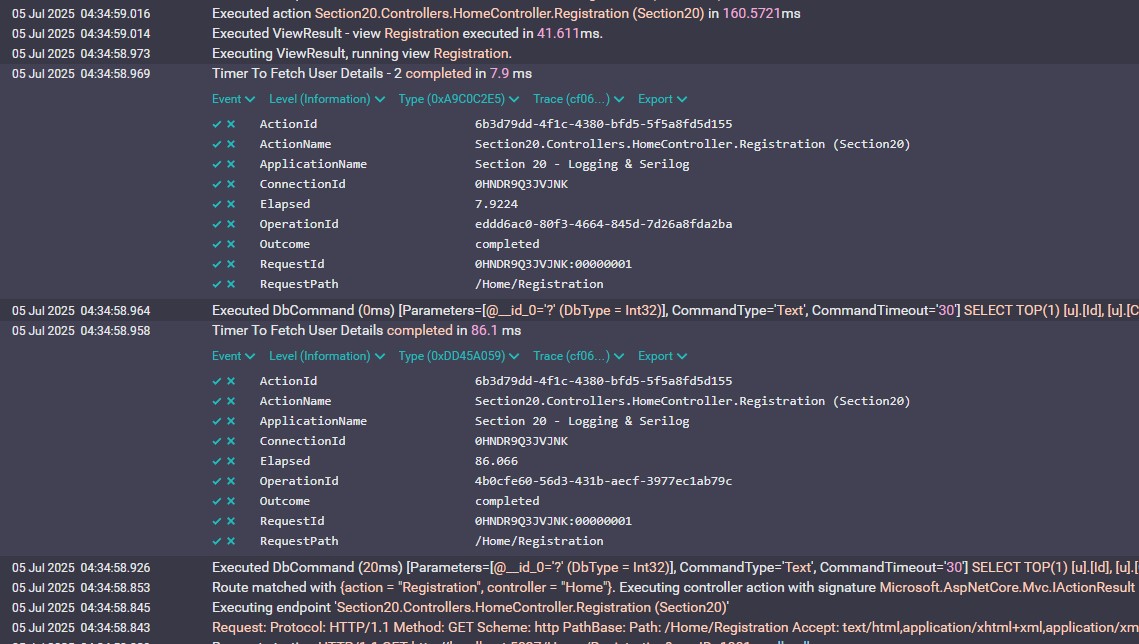 05 Jul 2025 04:34:59.016 Executed action Section20.Controllers.HomeController.Registration (Section20) in 160.5721ms
05 Jul 2025 04:34:59.014 Executed ViewResult - view Registration executed in 41.611ms.
05 Jul 2025 04:34:58.973 Executing ViewResult, running view Registration.
05 Jul 2025 04:34:58.969 Timer To Fetch User Details - 2 completed in 7.9 ms
Event Level (Information) Type (0xA9C0C2E5) Trace (cf06...) Export
ActionId 6b3d79dd-4f1c-4380-bfd5-5f5a8fd5d155
ActionName Section20.Controllers.HomeController.Registration (Section20)
ApplicationName Section 20 - Logging & Serilog
ConnectionId 0HNDR9Q3JVJNK
Elapsed 7.9224
OperationId eddd6ac0-80f3-4664-845d-7d26a8fda2ba
Outcome completed
RequestId 0HNDR9Q3JVJNK:00000001
RequestPath /Home/Registration
05 Jul 2025 04:34:58.964 Executed DbCommand (0ms) [Parameters=[@__id_0='?' (DbType = Int32)], CommandType='Text', CommandTimeout='30'] SELECT TOP(1) [u].[Id], [u].[C
05 Jul 2025 04:34:58.958 Timer To Fetch User Details completed in 86.1 ms
Event Level (Information) Type (0xDD45A059) Trace (cf06...) Export
ActionId 6b3d79dd-4f1c-4380-bfd5-5f5a8fd5d155
ActionName Section20.Controllers.HomeController.Registration (Section20)
ApplicationName Section 20 - Logging & Serilog
ConnectionId 0HNDR9Q3JVJNK
Elapsed 86.066
OperationId 4b0cfe60-56d3-431b-aecf-3977ec1ab79c
Outcome completed
RequestId 0HNDR9Q3JVJNK:00000001
RequestPath /Home/Registration
05 Jul 2025 04:34:58.926 Executed DbCommand (20ms) [Parameters=[@__id_0='?' (DbType = Int32)], CommandType='Text', CommandTimeout='30'] SELECT TOP(1) [u].[Id], [u].[
05 Jul 2025 04:34:58.853 Route matched with {action = "Registration", controller = "Home"}. Executing controller action with signature Microsoft.AspNetCore.Mvc.IActionResult
05 Jul 2025 04:34:58.845 Executing endpoint 'Section20.Controllers.HomeController.Registration (Section20)'
05 Jul 2025 04:34:58.843 Request: Protocol: HTTP/1.1 Method: GET Scheme: http PathBase: Path: /Home/Registration Accept: text/html,application/xhtml+xml,application/xm